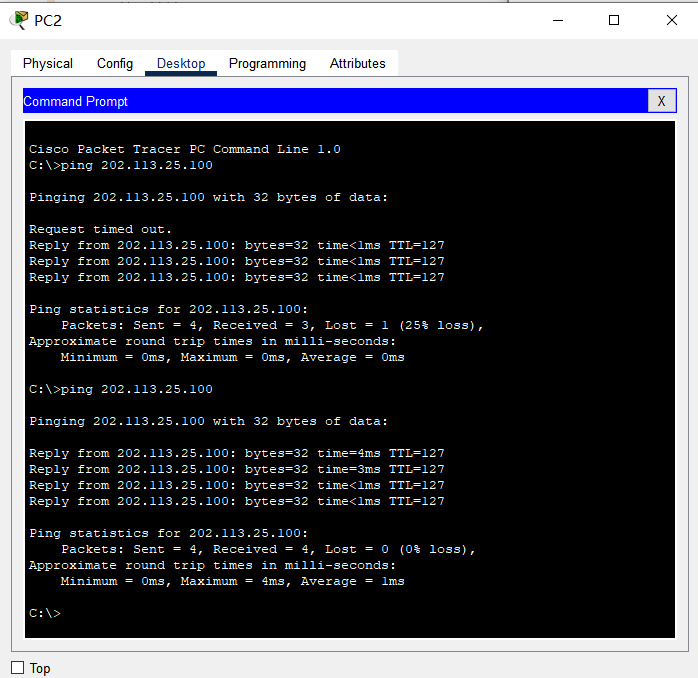 PC2
Physical Config Desktop Programming Attributes
Command Prompt X
Cisco Packet Tracer PC Command Line 1.0
C:\>ping 202.113.25.100
Pinging 202.113.25.100 with 32 bytes of data:
Request timed out.
Reply from 202.113.25.100: bytes=32 time<1ms TTL=127
Reply from 202.113.25.100: bytes=32 time<1ms TTL=127
Reply from 202.113.25.100: bytes=32 time<1ms TTL=127
Ping statistics for 202.113.25.100:
    Packets: Sent = 4, Received = 3, Lost = 1 (25% loss),
Approximate round trip times in milli-seconds:
    Minimum = 0ms, Maximum = 0ms, Average = 0ms
C:\>ping 202.113.25.100
Pinging 202.113.25.100 with 32 bytes of data:
Reply from 202.113.25.100: bytes=32 time=4ms TTL=127
Reply from 202.113.25.100: bytes=32 time=3ms TTL=127
Reply from 202.113.25.100: bytes=32 time<1ms TTL=127
Reply from 202.113.25.100: bytes=32 time<1ms TTL=127
Ping statistics for 202.113.25.100:
    Packets: Sent = 4, Received = 4, Lost = 0 (0% loss),
Approximate round trip times in milli-seconds:
    Minimum = 0ms, Maximum = 4ms, Average = 1ms
C:\>
Top